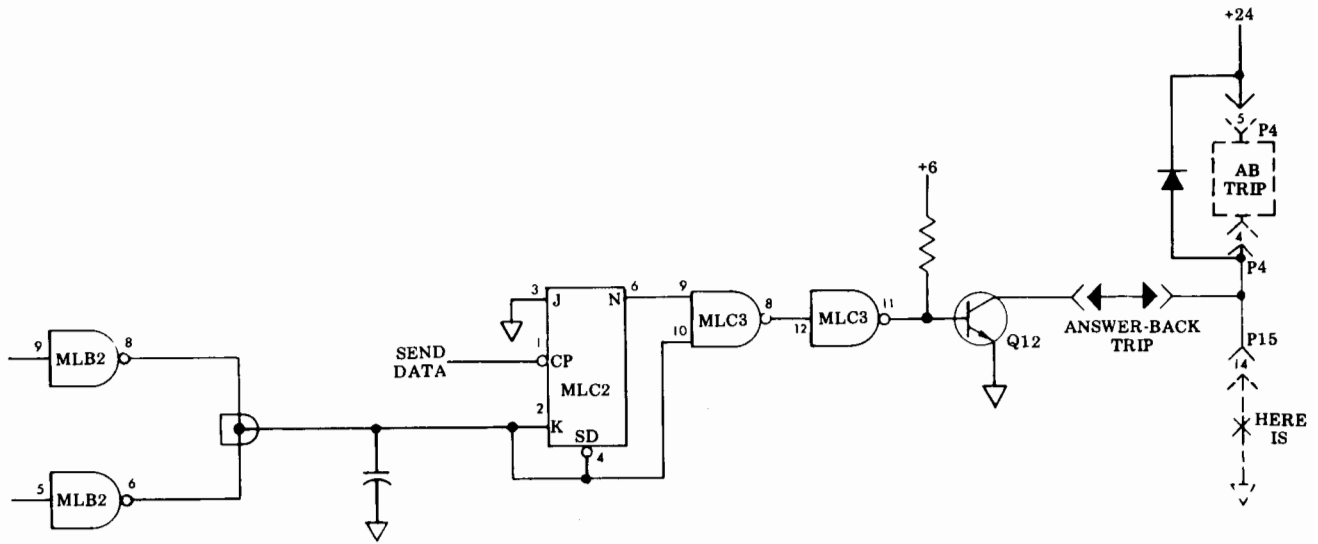 +24
5
P4
AB
TRIP
4
P4
+6
3
J
N
6
9
8
MLC3
10
12
MLC3
11
Q12
ANSWER-BACK
TRIP
P15
14
HERE
IS
SEND
DATA
1
CP
MLC2
2
K
SD
4
9
MLB2
8
5
MLB2
6